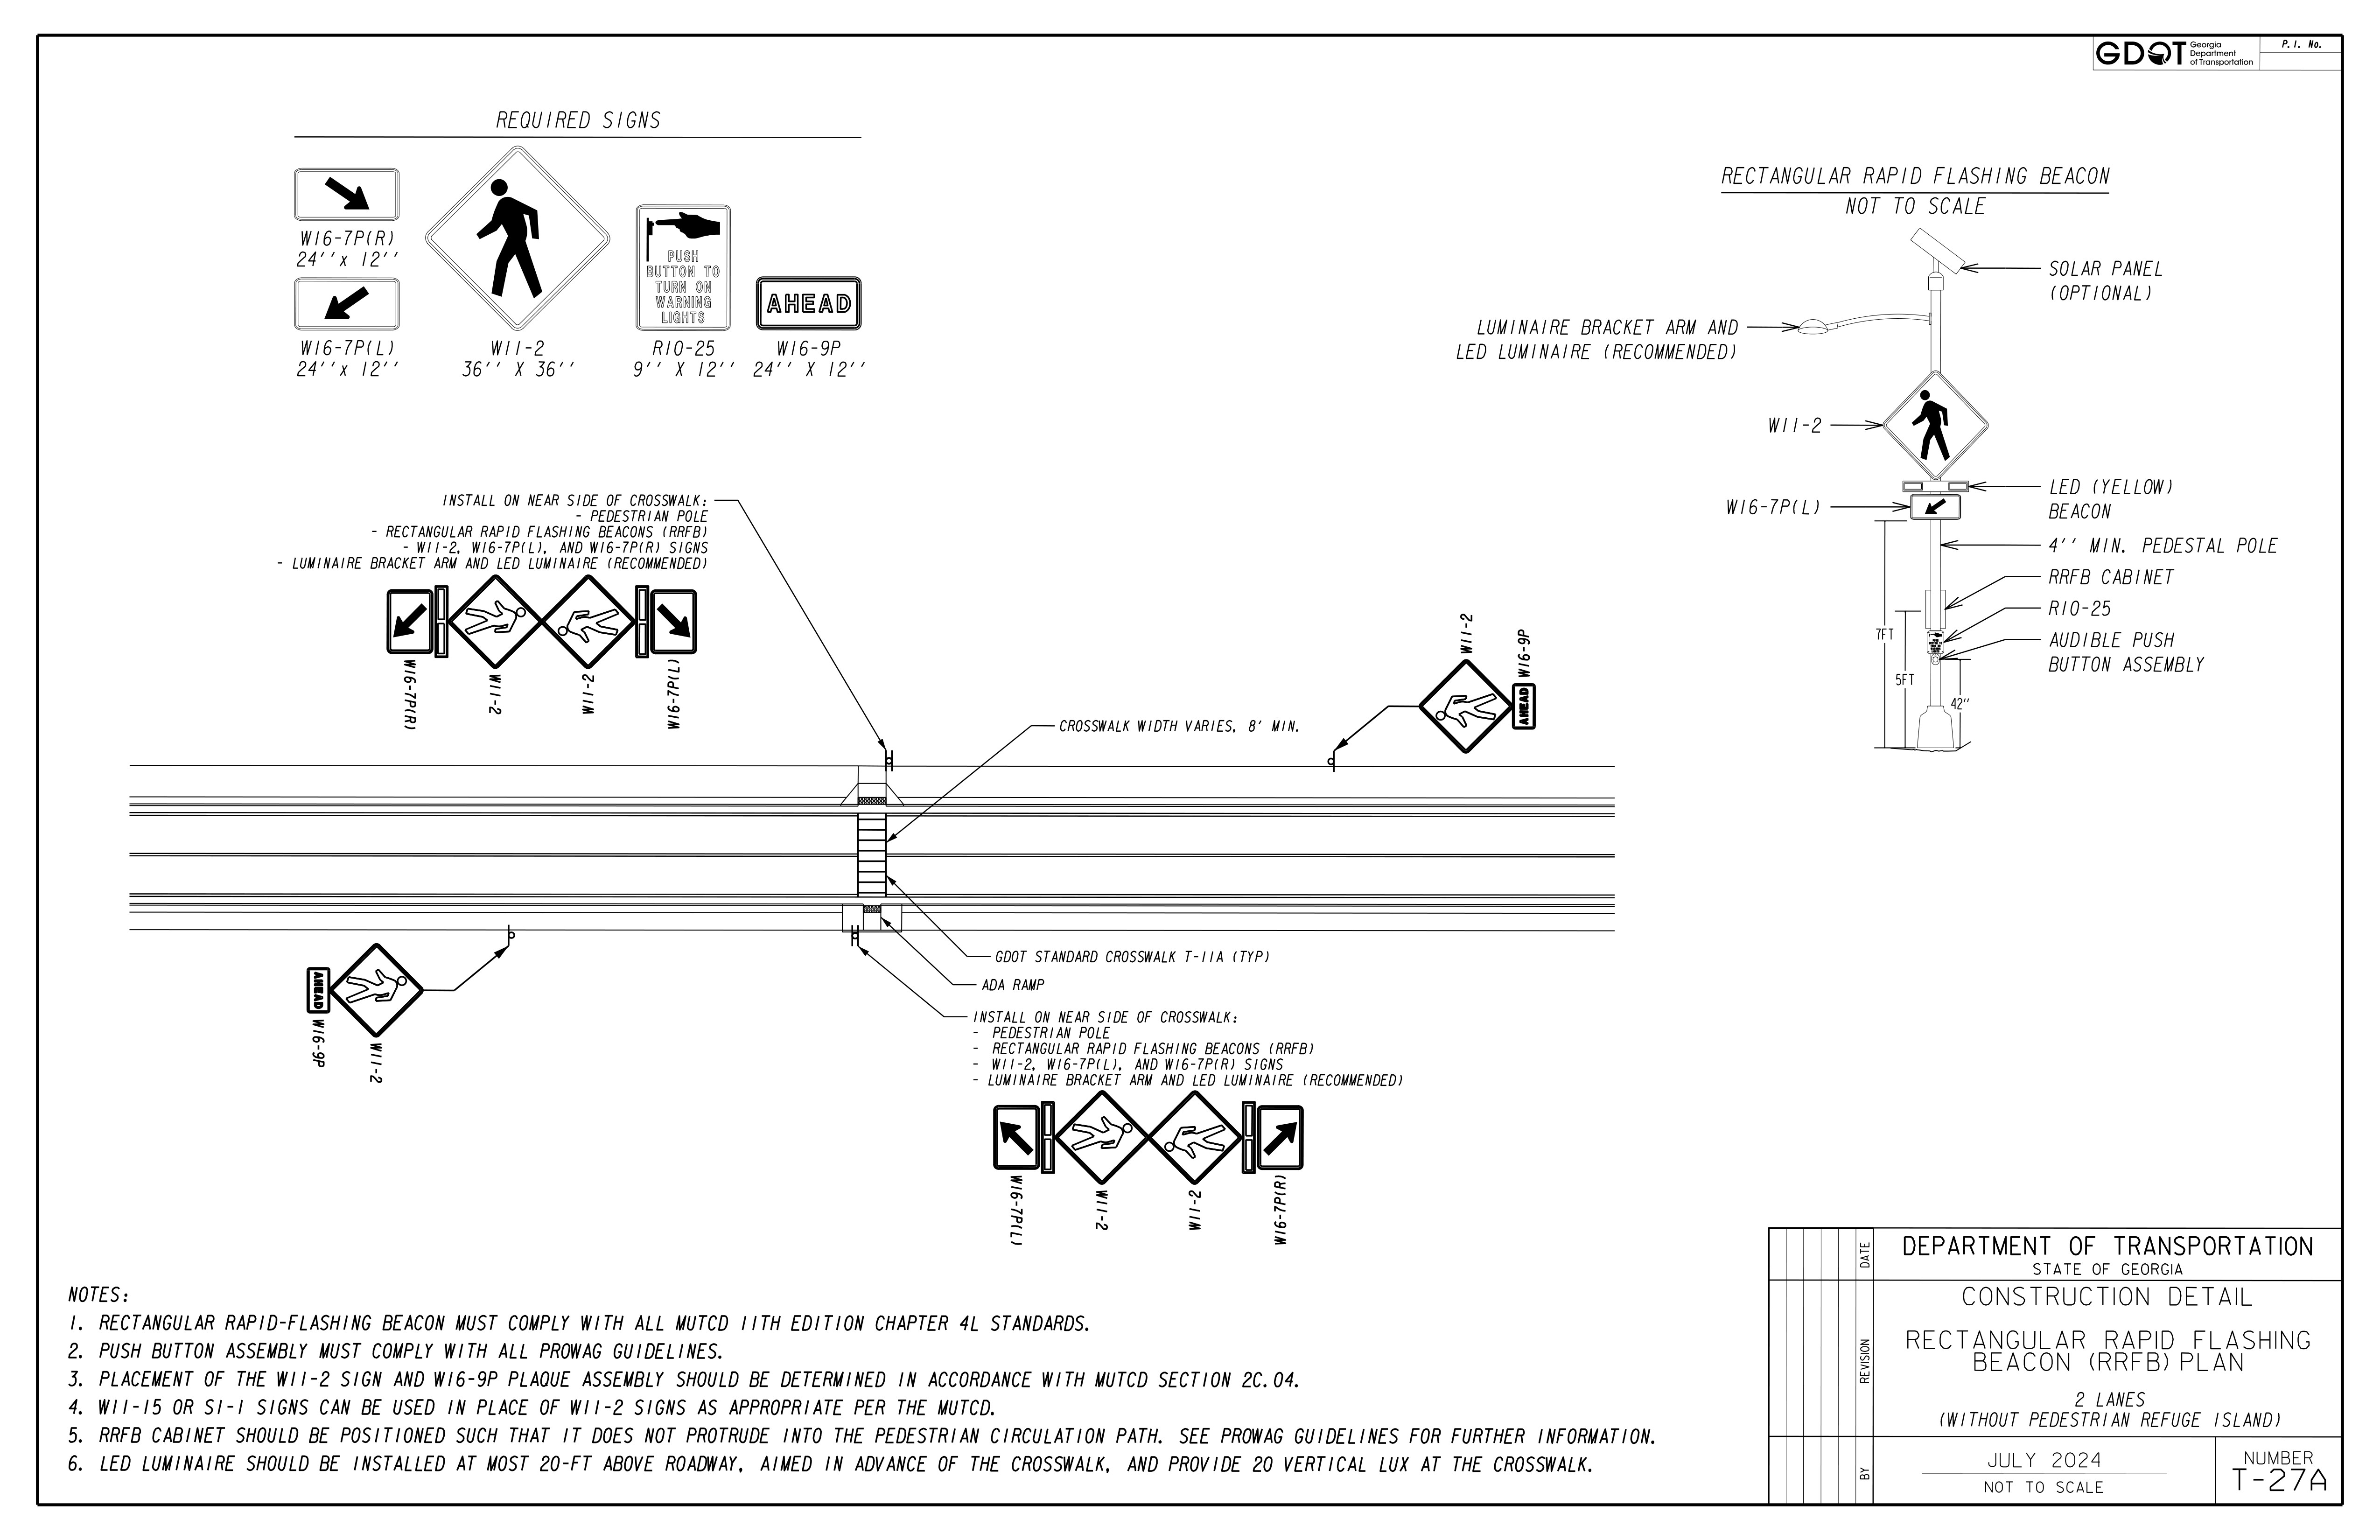 GDOT Georgia
Department
of Transportation
P.I. No.
REQUIRED SIGNS
W16-7P(R)
24''x 12''
W16-7P(L)
24''x 12''
W11-2
36'' X 36''
PUSH
BUTTON TO
TURN ON
WARNING
LIGHTS
R10-25
9'' X 12''
AHEAD
W16-9P
24'' X 12''
RECTANGULAR RAPID FLASHING BEACON
NOT TO SCALE
SOLAR PANEL
(OPTIONAL)
LUMINAIRE BRACKET ARM AND
LED LUMINAIRE (RECOMMENDED)
W11-2
LED (YELLOW)
BEACON
W16-7P(L)
4'' MIN. PEDESTAL POLE
RRFB CABINET
R10-25
AUDIBLE PUSH
BUTTON ASSEMBLY
7FT
5FT
42''
INSTALL ON NEAR SIDE OF CROSSWALK:
- PEDESTRIAN POLE
- RECTANGULAR RAPID FLASHING BEACONS (RRFB)
- W11-2, W16-7P(L), AND W16-7P(R) SIGNS
- LUMINAIRE BRACKET ARM AND LED LUMINAIRE (RECOMMENDED)
W16-7P(R)
W11-2
W11-2
W16-7P(L)
W11-2
AHEAD
W16-9P
CROSSWALK WIDTH VARIES, 8' MIN.
GDOT STANDARD CROSSWALK T-11A (TYP)
ADA RAMP
AHEAD
W16-9P
W11-2
INSTALL ON NEAR SIDE OF CROSSWALK:
- PEDESTRIAN POLE
- RECTANGULAR RAPID FLASHING BEACONS (RRFB)
- W11-2, W16-7P(L), AND W16-7P(R) SIGNS
- LUMINAIRE BRACKET ARM AND LED LUMINAIRE (RECOMMENDED)
W16-7P(L)
W11-2
W11-2
W16-7P(R)
NOTES:
1. RECTANGULAR RAPID-FLASHING BEACON MUST COMPLY WITH ALL MUTCD 11TH EDITION CHAPTER 4L STANDARDS.
2. PUSH BUTTON ASSEMBLY MUST COMPLY WITH ALL PROWAG GUIDELINES.
3. PLACEMENT OF THE W11-2 SIGN AND W16-9P PLAQUE ASSEMBLY SHOULD BE DETERMINED IN ACCORDANCE WITH MUTCD SECTION 2C.04.
4. W11-15 OR S1-1 SIGNS CAN BE USED IN PLACE OF W11-2 SIGNS AS APPROPRIATE PER THE MUTCD.
5. RRFB CABINET SHOULD BE POSITIONED SUCH THAT IT DOES NOT PROTRUDE INTO THE PEDESTRIAN CIRCULATION PATH. SEE PROWAG GUIDELINES FOR FURTHER INFORMATION.
6. LED LUMINAIRE SHOULD BE INSTALLED AT MOST 20-FT ABOVE ROADWAY, AIMED IN ADVANCE OF THE CROSSWALK, AND PROVIDE 20 VERTICAL LUX AT THE CROSSWALK.
DATE
REVISION
BY
DEPARTMENT OF TRANSPORTATION
STATE OF GEORGIA
CONSTRUCTION DETAIL
RECTANGULAR RAPID FLASHING
BEACON (RRFB) PLAN
2 LANES
(WITHOUT PEDESTRIAN REFUGE ISLAND)
JULY 2024
NOT TO SCALE
NUMBER
T-27A